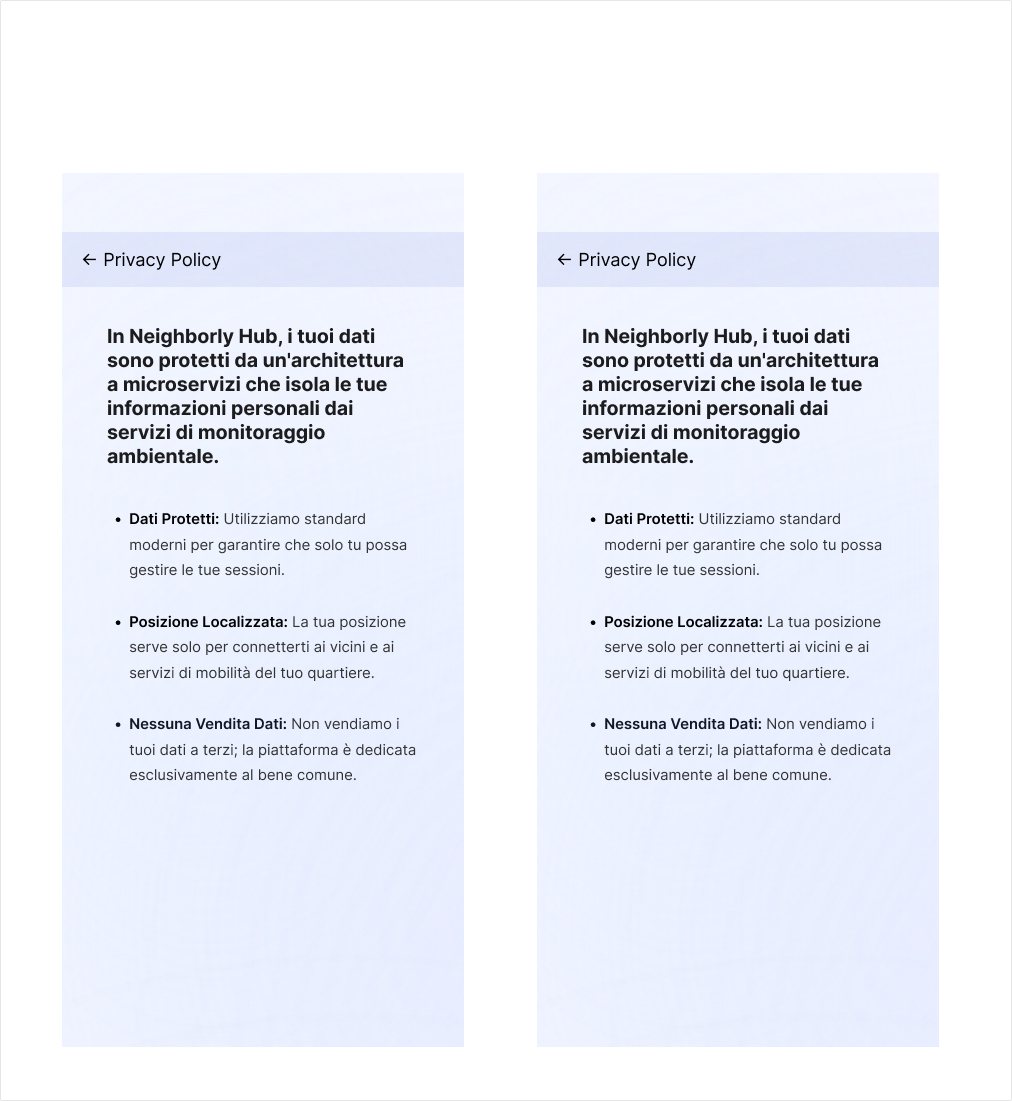 ← Privacy Policy
In Neighborly Hub, i tuoi dati
sono protetti da un'architettura
a microservizi che isola le tue
informazioni personali dai
servizi di monitoraggio
ambientale.
• Dati Protetti: Utilizziamo standard
moderni per garantire che solo tu possa
gestire le tue sessioni.
• Posizione Localizzata: La tua posizione
serve solo per connetterti ai vicini e ai
servizi di mobilità del tuo quartiere.
• Nessuna Vendita Dati: Non vendiamo i
tuoi dati a terzi; la piattaforma è dedicata
esclusivamente al bene comune.
← Privacy Policy
In Neighborly Hub, i tuoi dati
sono protetti da un'architettura
a microservizi che isola le tue
informazioni personali dai
servizi di monitoraggio
ambientale.
• Dati Protetti: Utilizziamo standard
moderni per garantire che solo tu possa
gestire le tue sessioni.
• Posizione Localizzata: La tua posizione
serve solo per connetterti ai vicini e ai
servizi di mobilità del tuo quartiere.
• Nessuna Vendita Dati: Non vendiamo i
tuoi dati a terzi; la piattaforma è dedicata
esclusivamente al bene comune.